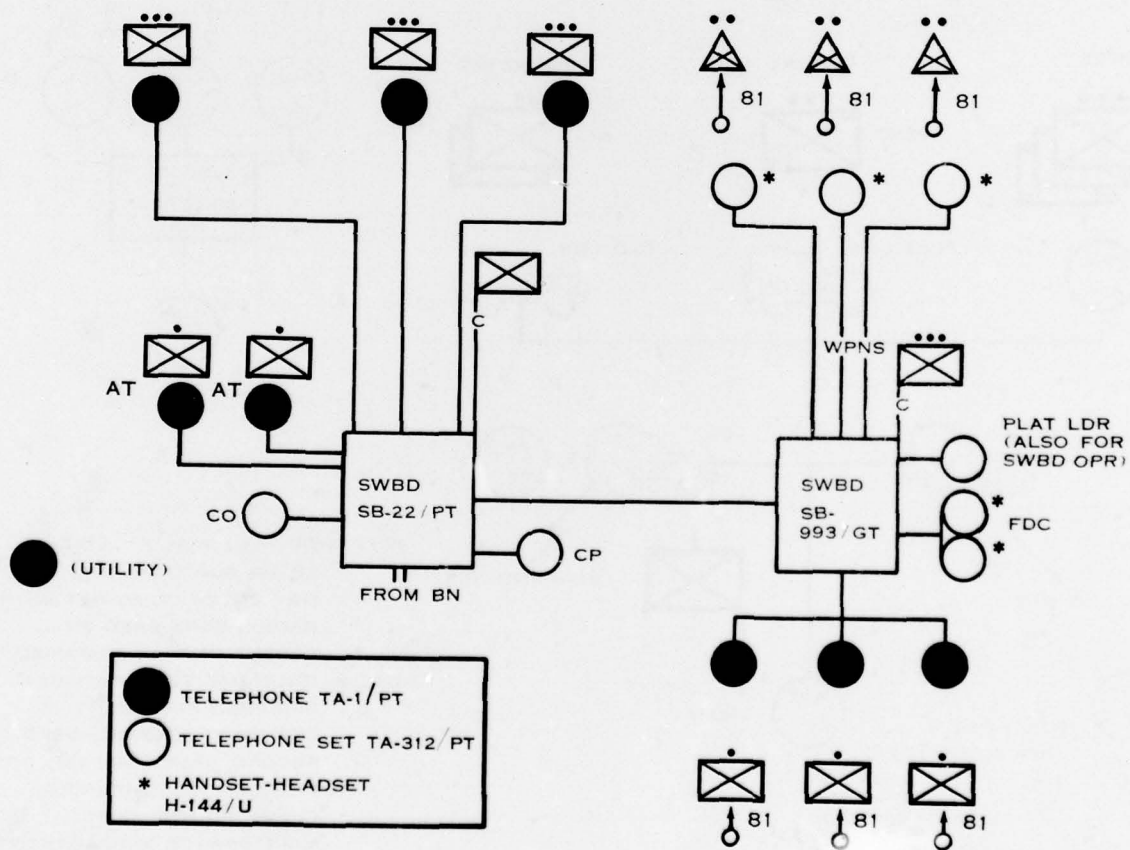 81 81 81
* * *
C
WPNS
AT AT
C
PLAT LDR
(ALSO FOR
SWBD OPR)
SWBD
SB-22/PT
SWBD
SB-
993/GT
CO
*
FDC
*
CP
(UTILITY)
FROM BN
TELEPHONE TA-1/PT
TELEPHONE SET TA-312/PT
* HANDSET-HEADSET
H-144/U
81 81 81